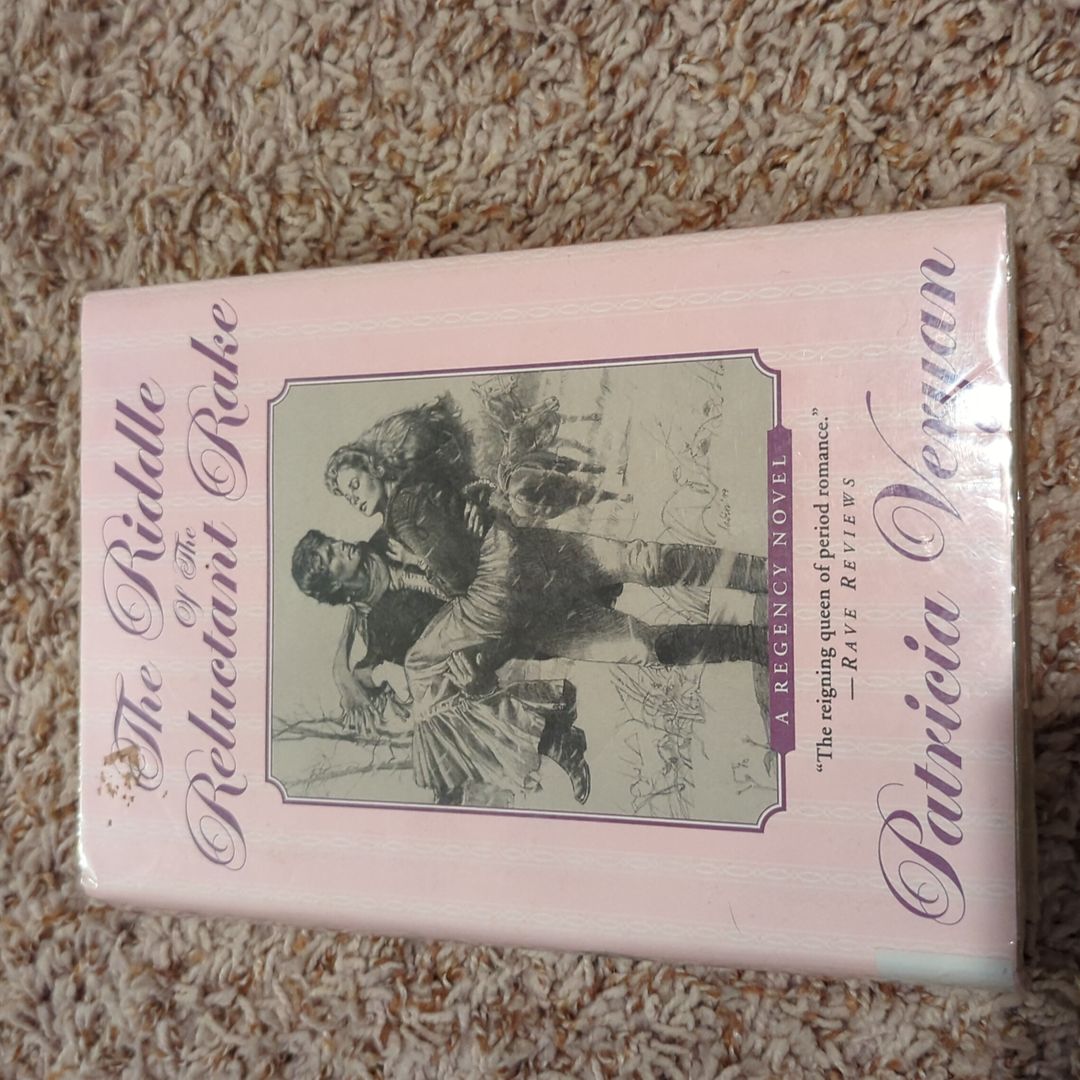 The Riddle
Of The
Reluctant Rake
A REGENCY NOVEL
“The reigning queen of period romance.”
—RAVE REVIEWS
Patricia Veryan